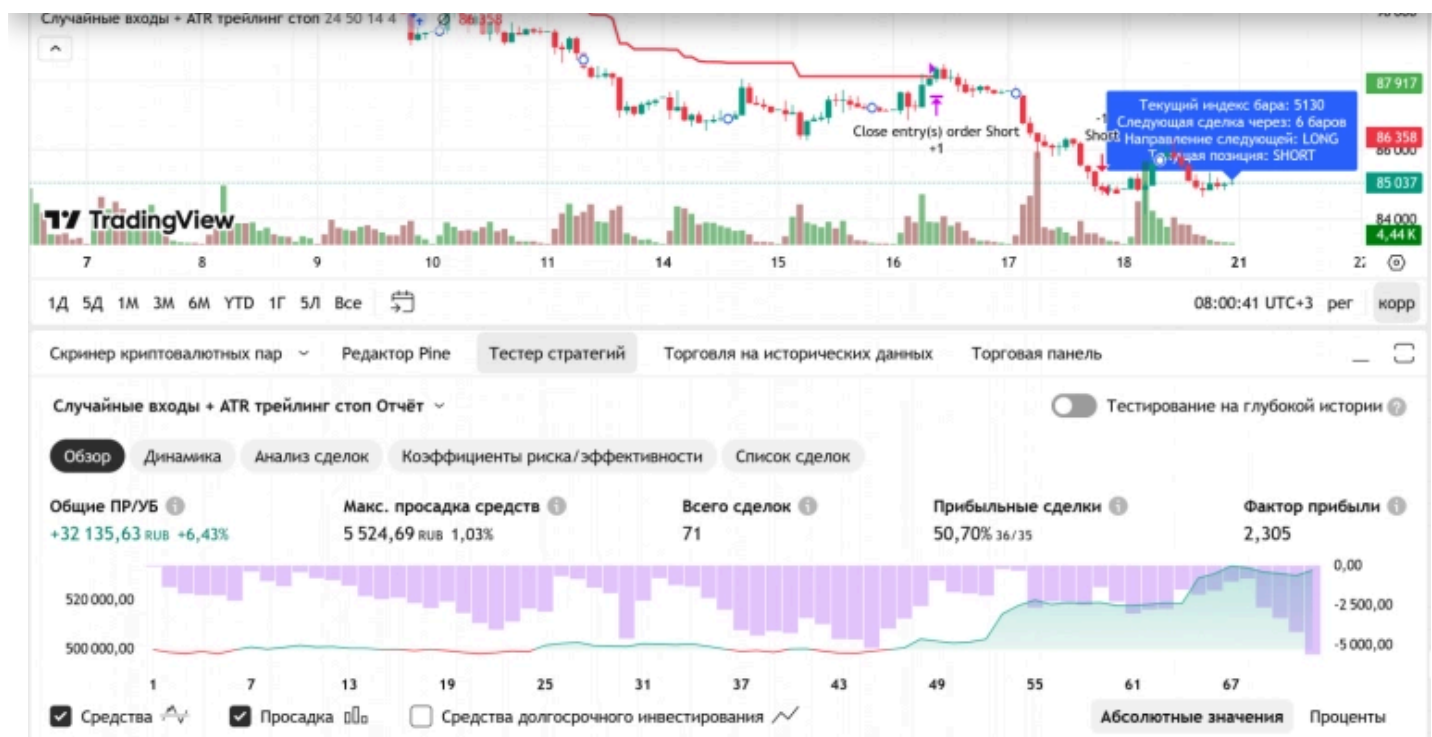 Случайные входы + ATR трейлинг стоп 24 50 14 4 86 358
87 917
Текущий индекс бара: 5130
Следующая сделка через: 6 баров
Направление следующей: LONG
Текущая позиция: SHORT
Close entry(s) order Short
+1
-1
Short
86 358
86 000
85 037
84 000
4,44 K
TradingView
7 8 9 10 11 14 15 16 17 18 21
1Д 5Д 1М 3М 6М YTD 1Г 5Л Все 08:00:41 UTC+3 рег корр
Скринер криптовалютных пар Редактор Pine Тестер стратегий Торговля на исторических данных Торговая панель
Случайные входы + ATR трейлинг стоп Отчёт Тестирование на глубокой истории
Обзор Динамика Анализ сделок Коэффициенты риска/эффективности Список сделок
Общие ПР/УБ Макс. просадка средств Всего сделок Прибыльные сделки Фактор прибыли
+32 135,63 RUB +6,43% 5 524,69 RUB 1,03% 71 50,70% 36/35 2,305
0,00
520 000,00 -2 500,00
500 000,00 -5 000,00
1 7 13 19 25 31 37 43 49 55 61 67
Средства Просадка Средства долгосрочного инвестирования Абсолютные значения Проценты